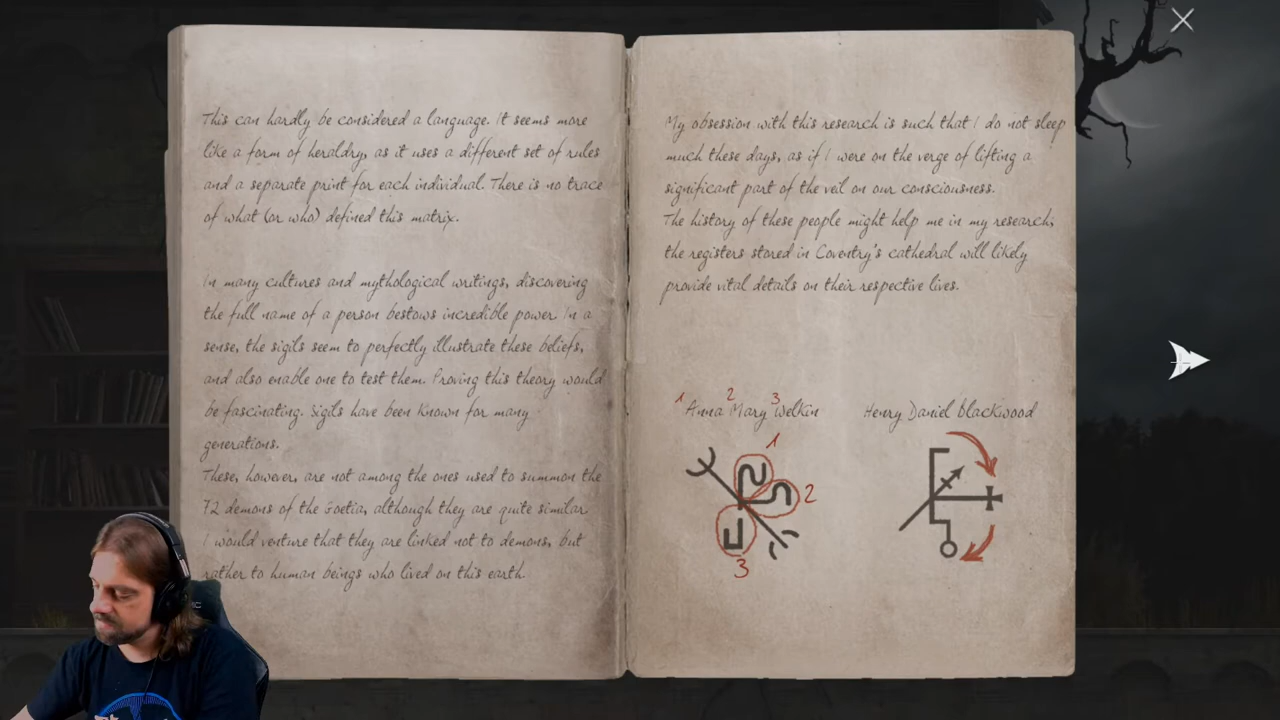 This can hardly be considered a language. It seems more
like a form of heraldry, as it uses a different set of rules
and a separate print for each individual. There is no trace
of what (or who) defined this matrix.
In many cultures and mythological writings, discovering
the full name of a person bestows incredible power. In a
sense, the sigils seem to perfectly illustrate these beliefs,
and also enable one to test them. Proving this theory would
be fascinating. Sigils have been known for many
generations.
These, however, are not among the ones used to summon the
72 demons of the Goetia, although they are quite similar.
I would venture that they are linked not to demons, but
rather to human beings who lived on this earth.
My obsession with this research is such that I do not sleep
much these days, as if I were on the verge of lifting a
significant part of the veil on our consciousness.
The history of these people might help me in my research;
the registers stored in Coventry's cathedral will likely
provide vital details on their respective lives.
1 2 3
Anna Mary Welkin
Henry Daniel Blackwood
1
2
3